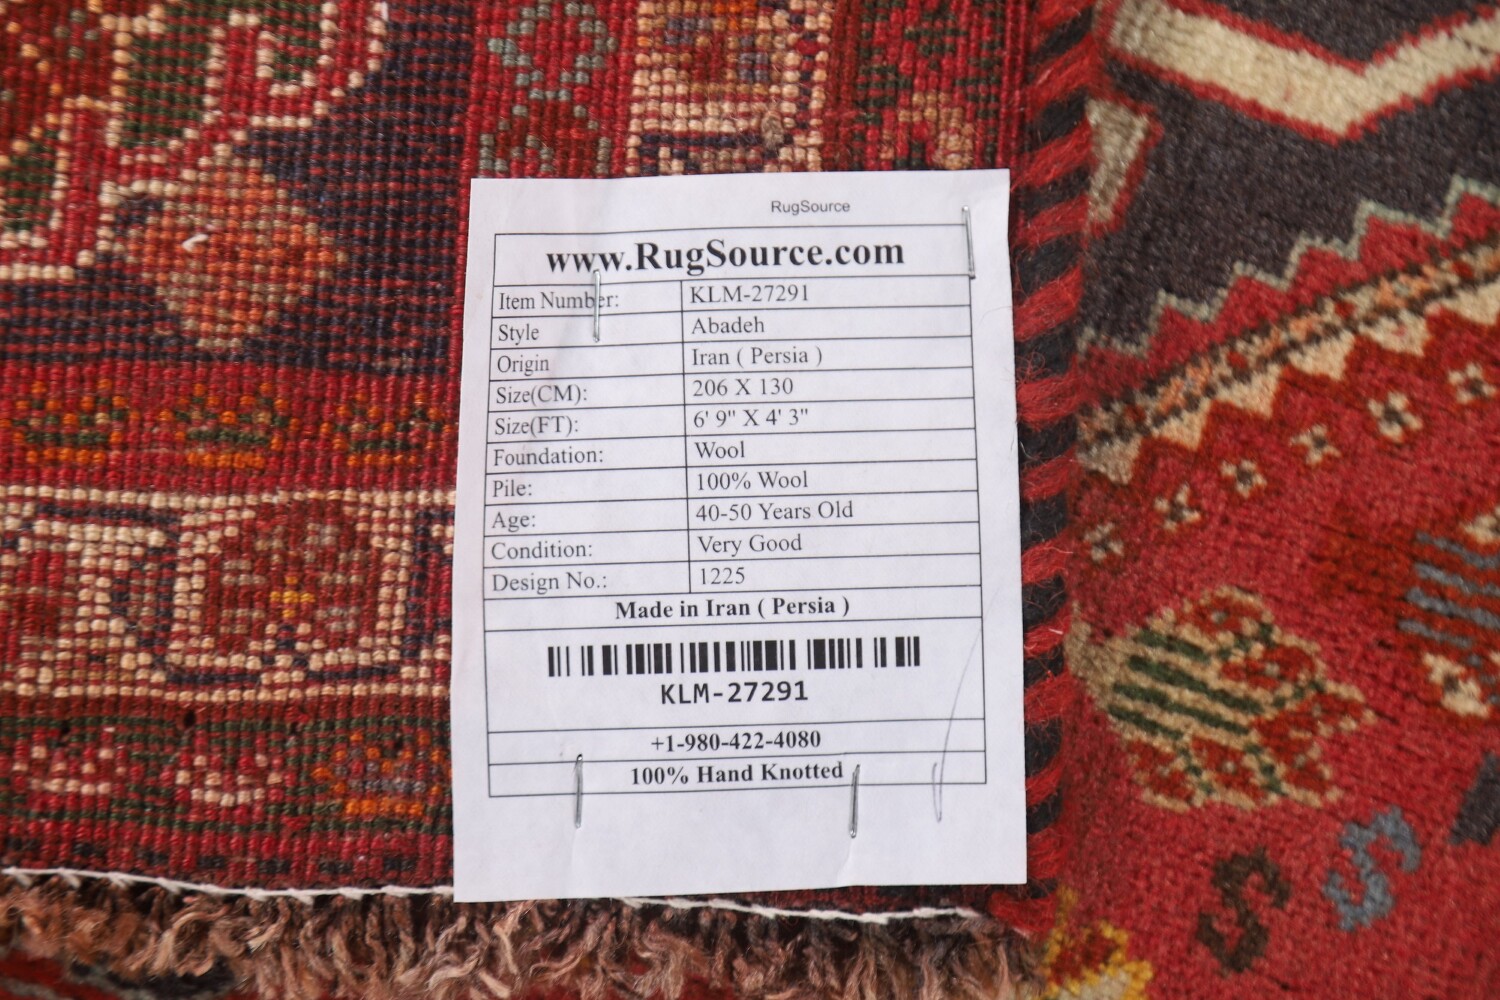 RugSource
www.RugSource.com
Item Number: KLM-27291
Style Abadeh
Origin Iran ( Persia )
Size(CM): 206 X 130
Size(FT): 6' 9" X 4' 3"
Foundation: Wool
Pile: 100% Wool
Age: 40-50 Years Old
Condition: Very Good
Design No.: 1225
Made in Iran ( Persia )
KLM-27291
+1-980-422-4080
100% Hand Knotted